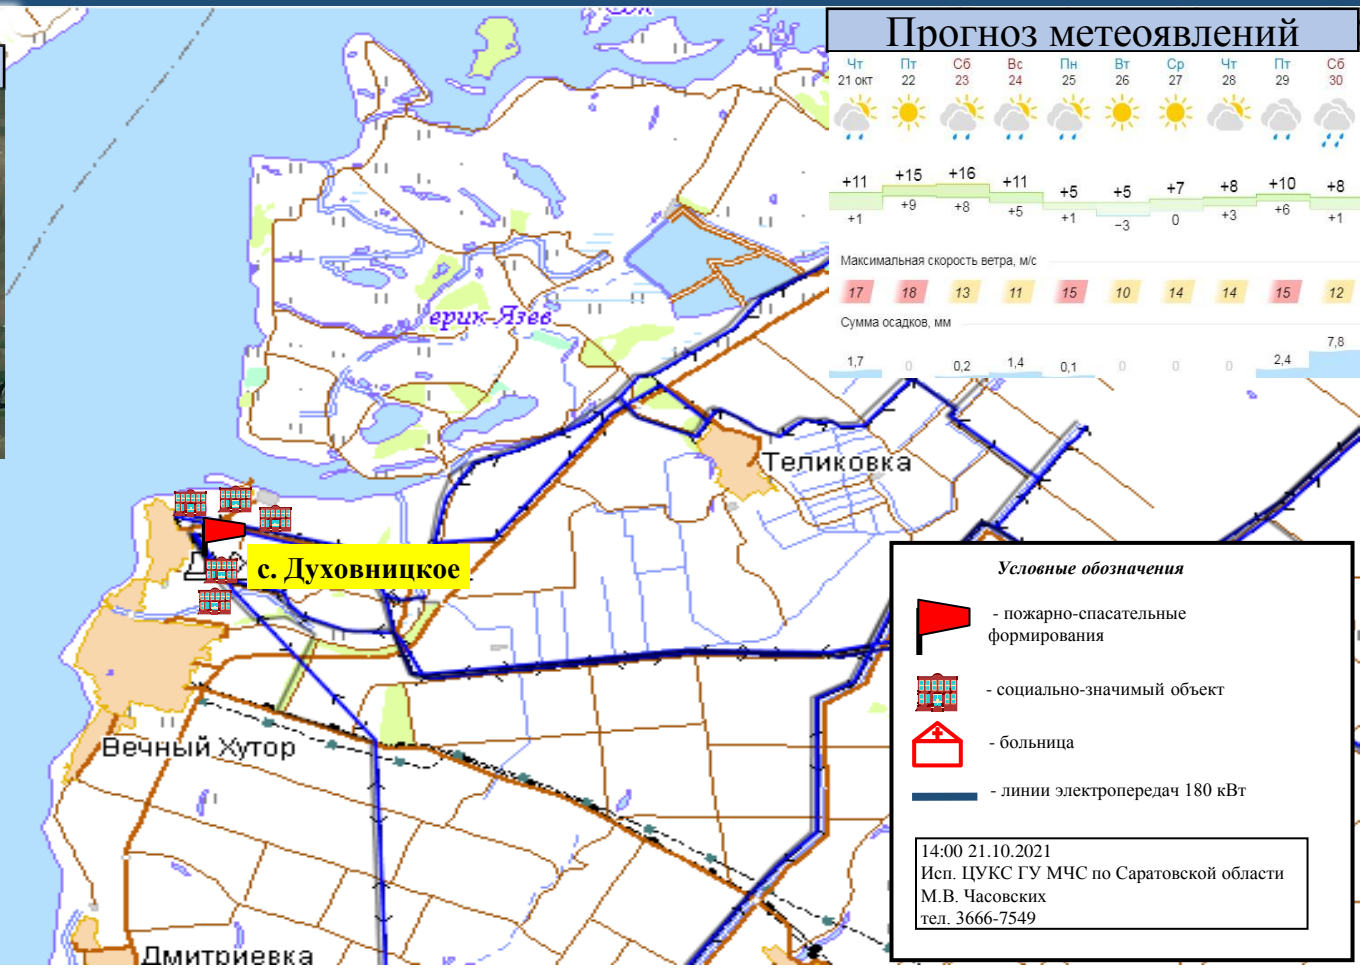 Прогноз метеоявлений
Чт Пт Сб Вс Пн Вт Ср Чт Пт Сб
21 окт 22 23 24 25 26 27 28 29 30
+11 +15 +16 +11 +5 +5 +7 +8 +10 +8
+1 +9 +8 +5 +1 −3 0 +3 +6 +1
Максимальная скорость ветра, м/с
17 18 13 11 15 10 14 14 15 12
Сумма осадков, мм
1,7 0 0,2 1,4 0,1 0 0 0 2,4 7,8
ерик Язев
Теликовка
с. Духовницкое
Вечный Хутор
Дмитриевка
Условные обозначения
- пожарно-спасательные
формирования
- социально-значимый объект
- больница
- линии электропередач 180 кВт
14:00 21.10.2021
Исп. ЦУКС ГУ МЧС по Саратовской области
М.В. Часовских
тел. 3666-7549